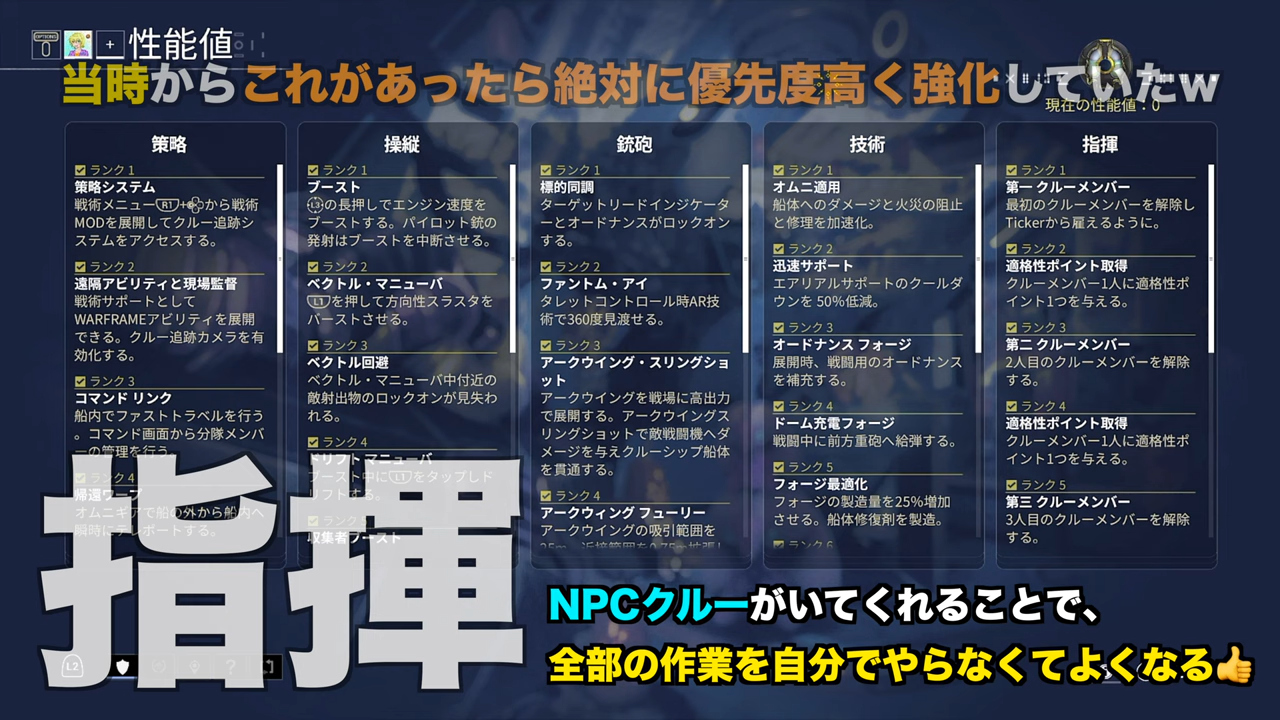 性能値
当時からこれがあったら絶対に優先度高く強化していたw
現在の性能値：0
策略
ランク 1
策略システム
戦術メニューR1+から戦術
MODを展開してクルー追跡シ
ステムをアクセスする。
ランク 2
遠隔アビリティと現場監督
戦術サポートとして
WARFRAMEアビリティを展開
できる。クルー追跡カメラを有
効化する。
ランク 3
コマンド リンク
船内でファストトラベルを行う
。コマンド画面から分隊メンバ
ーの管理を行う。
ランク 4
帰還ワープ
オムニギアで船の外から船内へ
瞬時にテレポートする。
操縦
ランク 1
ブースト
L3の長押しでエンジン速度を
ブーストする。パイロット銃の
発射はブーストを中断させる。
ランク 2
ベクトル・マニューバ
L1を押して方向性スラスタを
バーストさせる。
ランク 3
ベクトル回避
ベクトル・マニューバ中付近の
敵射出物のロックオンが見失わ
れる。
ランク 4
ドリフト マニューバ
ブースト中にL1をタップしド
リフトする。
ランク 5
収集者ブースト
銃砲
ランク 1
標的同調
ターゲットリードインジケータ
ーとオードナンスがロックオン
する。
ランク 2
ファントム・アイ
タレットコントロール時AR技
術で360度見渡せる。
ランク 3
アークウイング・スリングショ
ット
アークウイングを戦場に高出力
で展開する。アークウイングス
リングショットで敵戦闘機へダ
メージを与えクルーシップ船体
を貫通する。
ランク 4
アークウィング フューリー
アークウイングの吸引範囲を
技術
ランク 1
オムニ適用
船体へのダメージと火災の阻止
と修理を加速化。
ランク 2
迅速サポート
エアリアルサポートのクールダ
ウンを 50%低減。
ランク 3
オードナンス フォージ
展開時、戦闘用のオードナンス
を補充する。
ランク 4
ドーム充電フォージ
戦闘中に前方重砲へ給弾する。
ランク 5
フォージ最適化
フォージの製造量を25%増加
させる。船体修復剤を製造。
ランク 6
指揮
ランク 1
第一 クルーメンバー
最初のクルーメンバーを解除し
Tickerから雇えるように。
ランク 2
適格性ポイント取得
クルーメンバー1人に適格性ポ
イント1つを与える。
ランク 3
第二 クルーメンバー
2人目のクルーメンバーを解除
する。
ランク 4
適格性ポイント取得
クルーメンバー1人に適格性ポ
イント1つを与える。
ランク 5
第三 クルーメンバー
3人目のクルーメンバーを解除
する。
指揮
NPCクルーがいてくれることで、
全部の作業を自分でやらなくてよくなる👍
L2